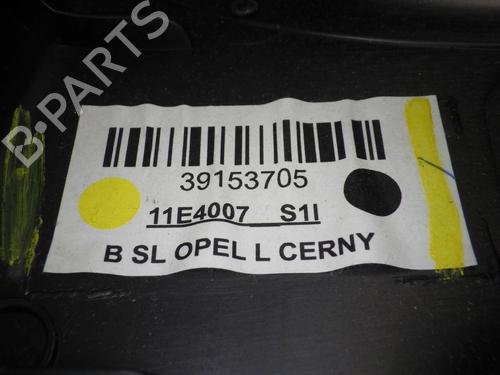 B-PARTS
39153705
11E4007 S1I
B SL OPEL L CERNY